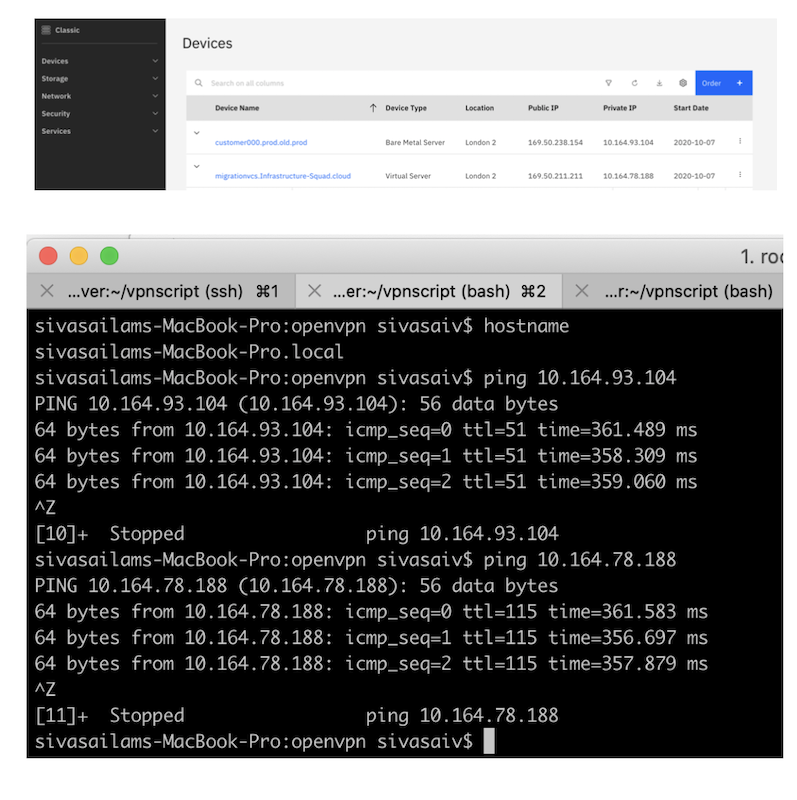 Classic
Devices
Storage
Network
Security
Services
Devices
Search on all columns
Order +
Device Name ↑ Device Type Location Public IP Private IP Start Date
customer000.prod.old.prod Bare Metal Server London 2 169.50.238.154 10.164.93.104 2020-10-07
migrationvcs.Infrastructure-Squad.cloud Virtual Server London 2 169.50.211.211 10.164.78.188 2020-10-07
1. roo
...ver:~/vpnscript (ssh) ⌘1 ...er:~/vpnscript (bash) ⌘2 ...r:~/vpnscript (bash)
sivasailams-MacBook-Pro:openvpn sivasaiv$ hostname
sivasailams-MacBook-Pro.local
sivasailams-MacBook-Pro:openvpn sivasaiv$ ping 10.164.93.104
PING 10.164.93.104 (10.164.93.104): 56 data bytes
64 bytes from 10.164.93.104: icmp_seq=0 ttl=51 time=361.489 ms
64 bytes from 10.164.93.104: icmp_seq=1 ttl=51 time=358.309 ms
64 bytes from 10.164.93.104: icmp_seq=2 ttl=51 time=359.060 ms
^Z
[10]+  Stopped                 ping 10.164.93.104
sivasailams-MacBook-Pro:openvpn sivasaiv$ ping 10.164.78.188
PING 10.164.78.188 (10.164.78.188): 56 data bytes
64 bytes from 10.164.78.188: icmp_seq=0 ttl=115 time=361.583 ms
64 bytes from 10.164.78.188: icmp_seq=1 ttl=115 time=356.697 ms
64 bytes from 10.164.78.188: icmp_seq=2 ttl=115 time=357.879 ms
^Z
[11]+  Stopped                 ping 10.164.78.188
sivasailams-MacBook-Pro:openvpn sivasaiv$